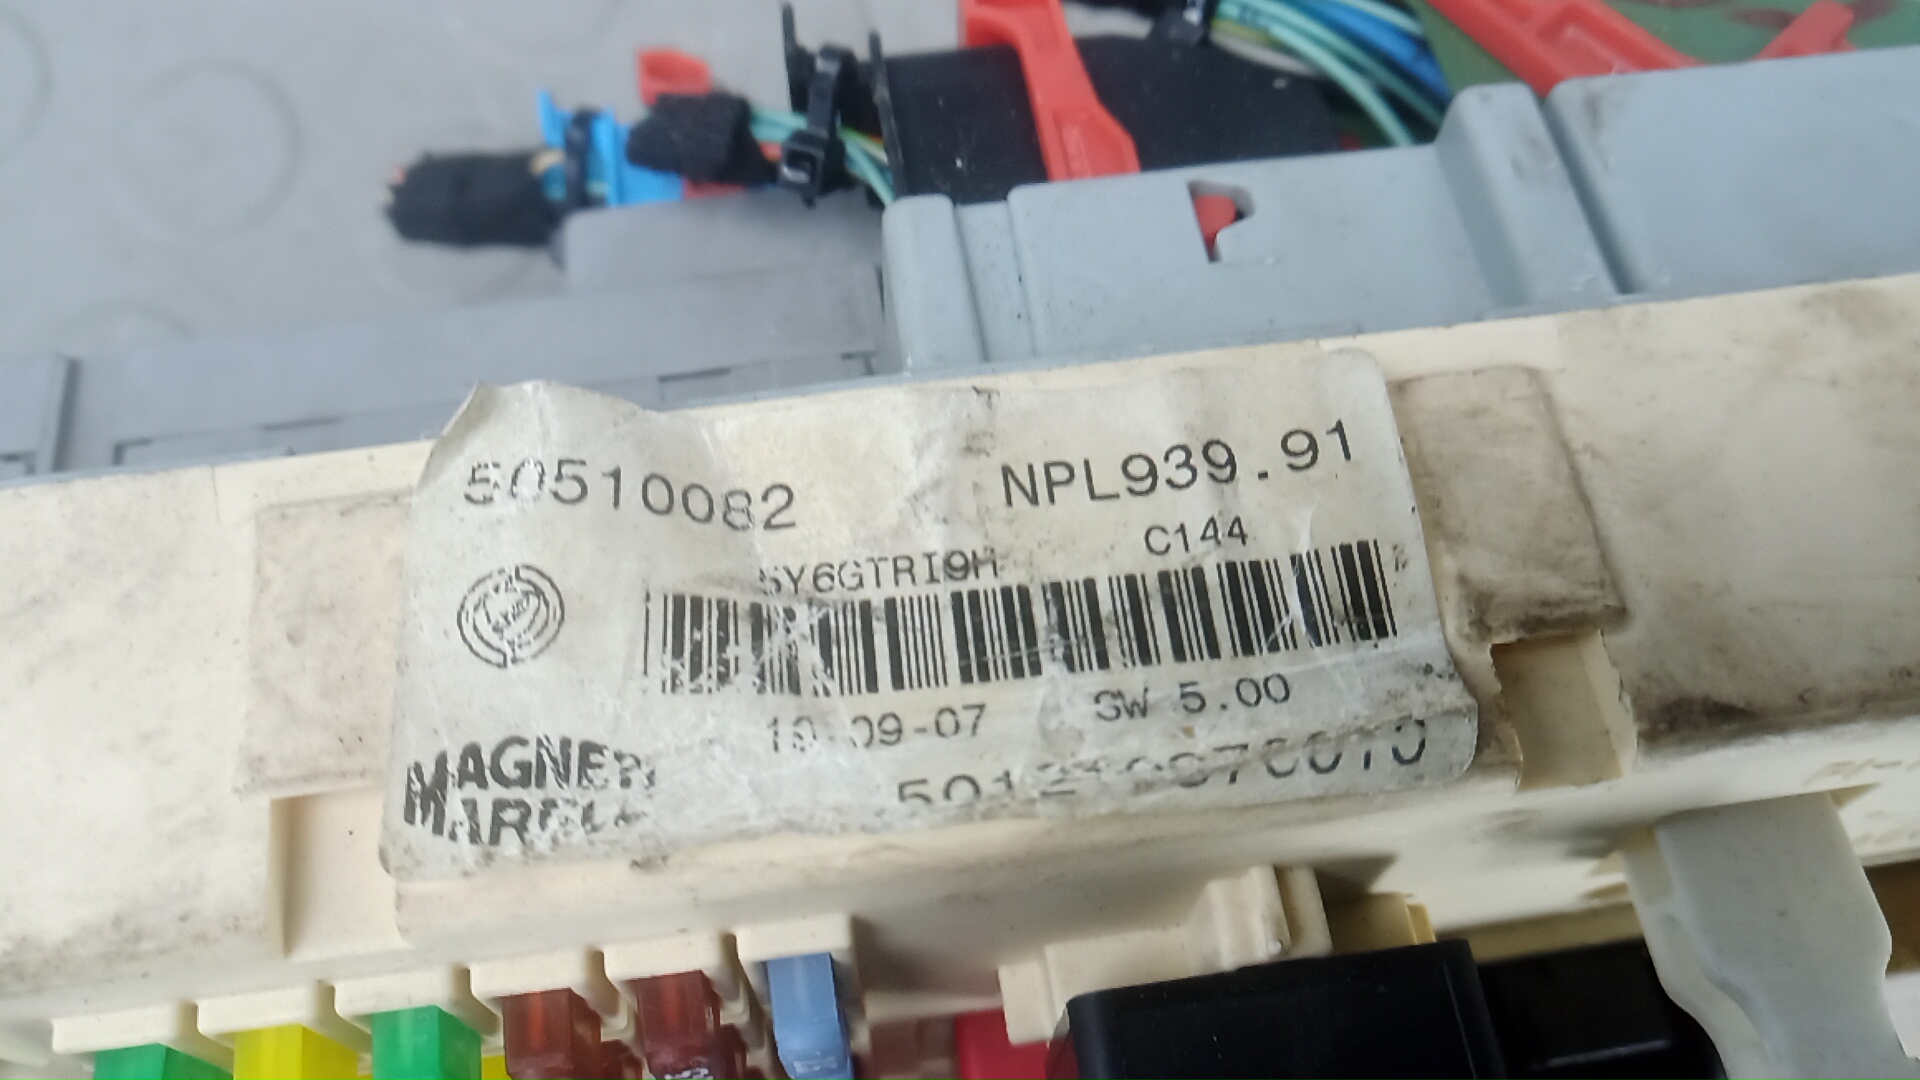 50510082
NPL939.91
C144
5Y6GTRI9H
SW 5.00
MAGNETI
MARELLI